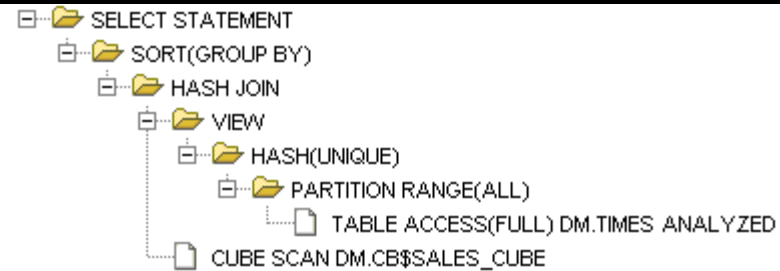 SELECT STATEMENT
SORT(GROUP BY)
HASH JOIN
VIEW
HASH(UNIQUE)
PARTITION RANGE(ALL)
TABLE ACCESS(FULL) DM.TIMES ANALYZED
CUBE SCAN DM.CB$SALES_CUBE